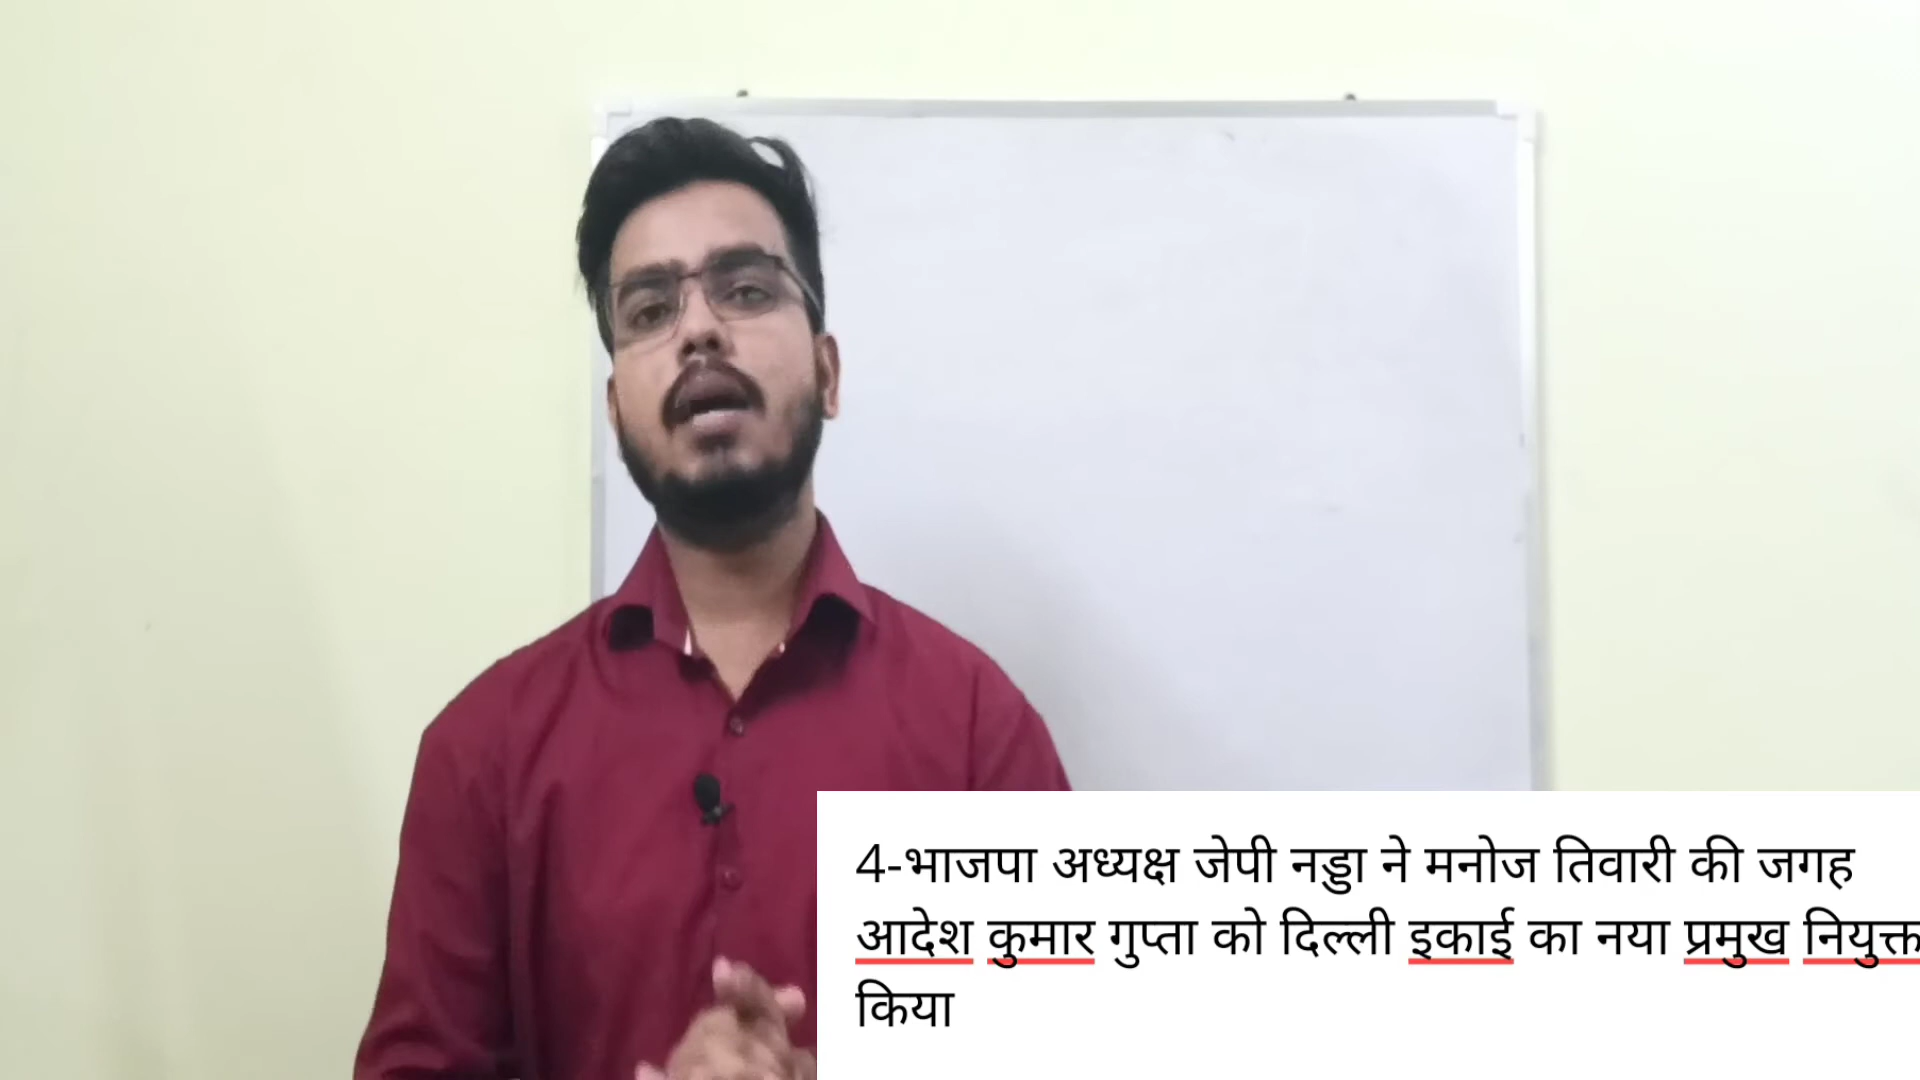 4-भाजपा अध्यक्ष जेपी नड्डा ने मनोज तिवारी की जगह
आदेश कुमार गुप्ता को दिल्ली इकाई का नया प्रमुख नियुक्त
किया